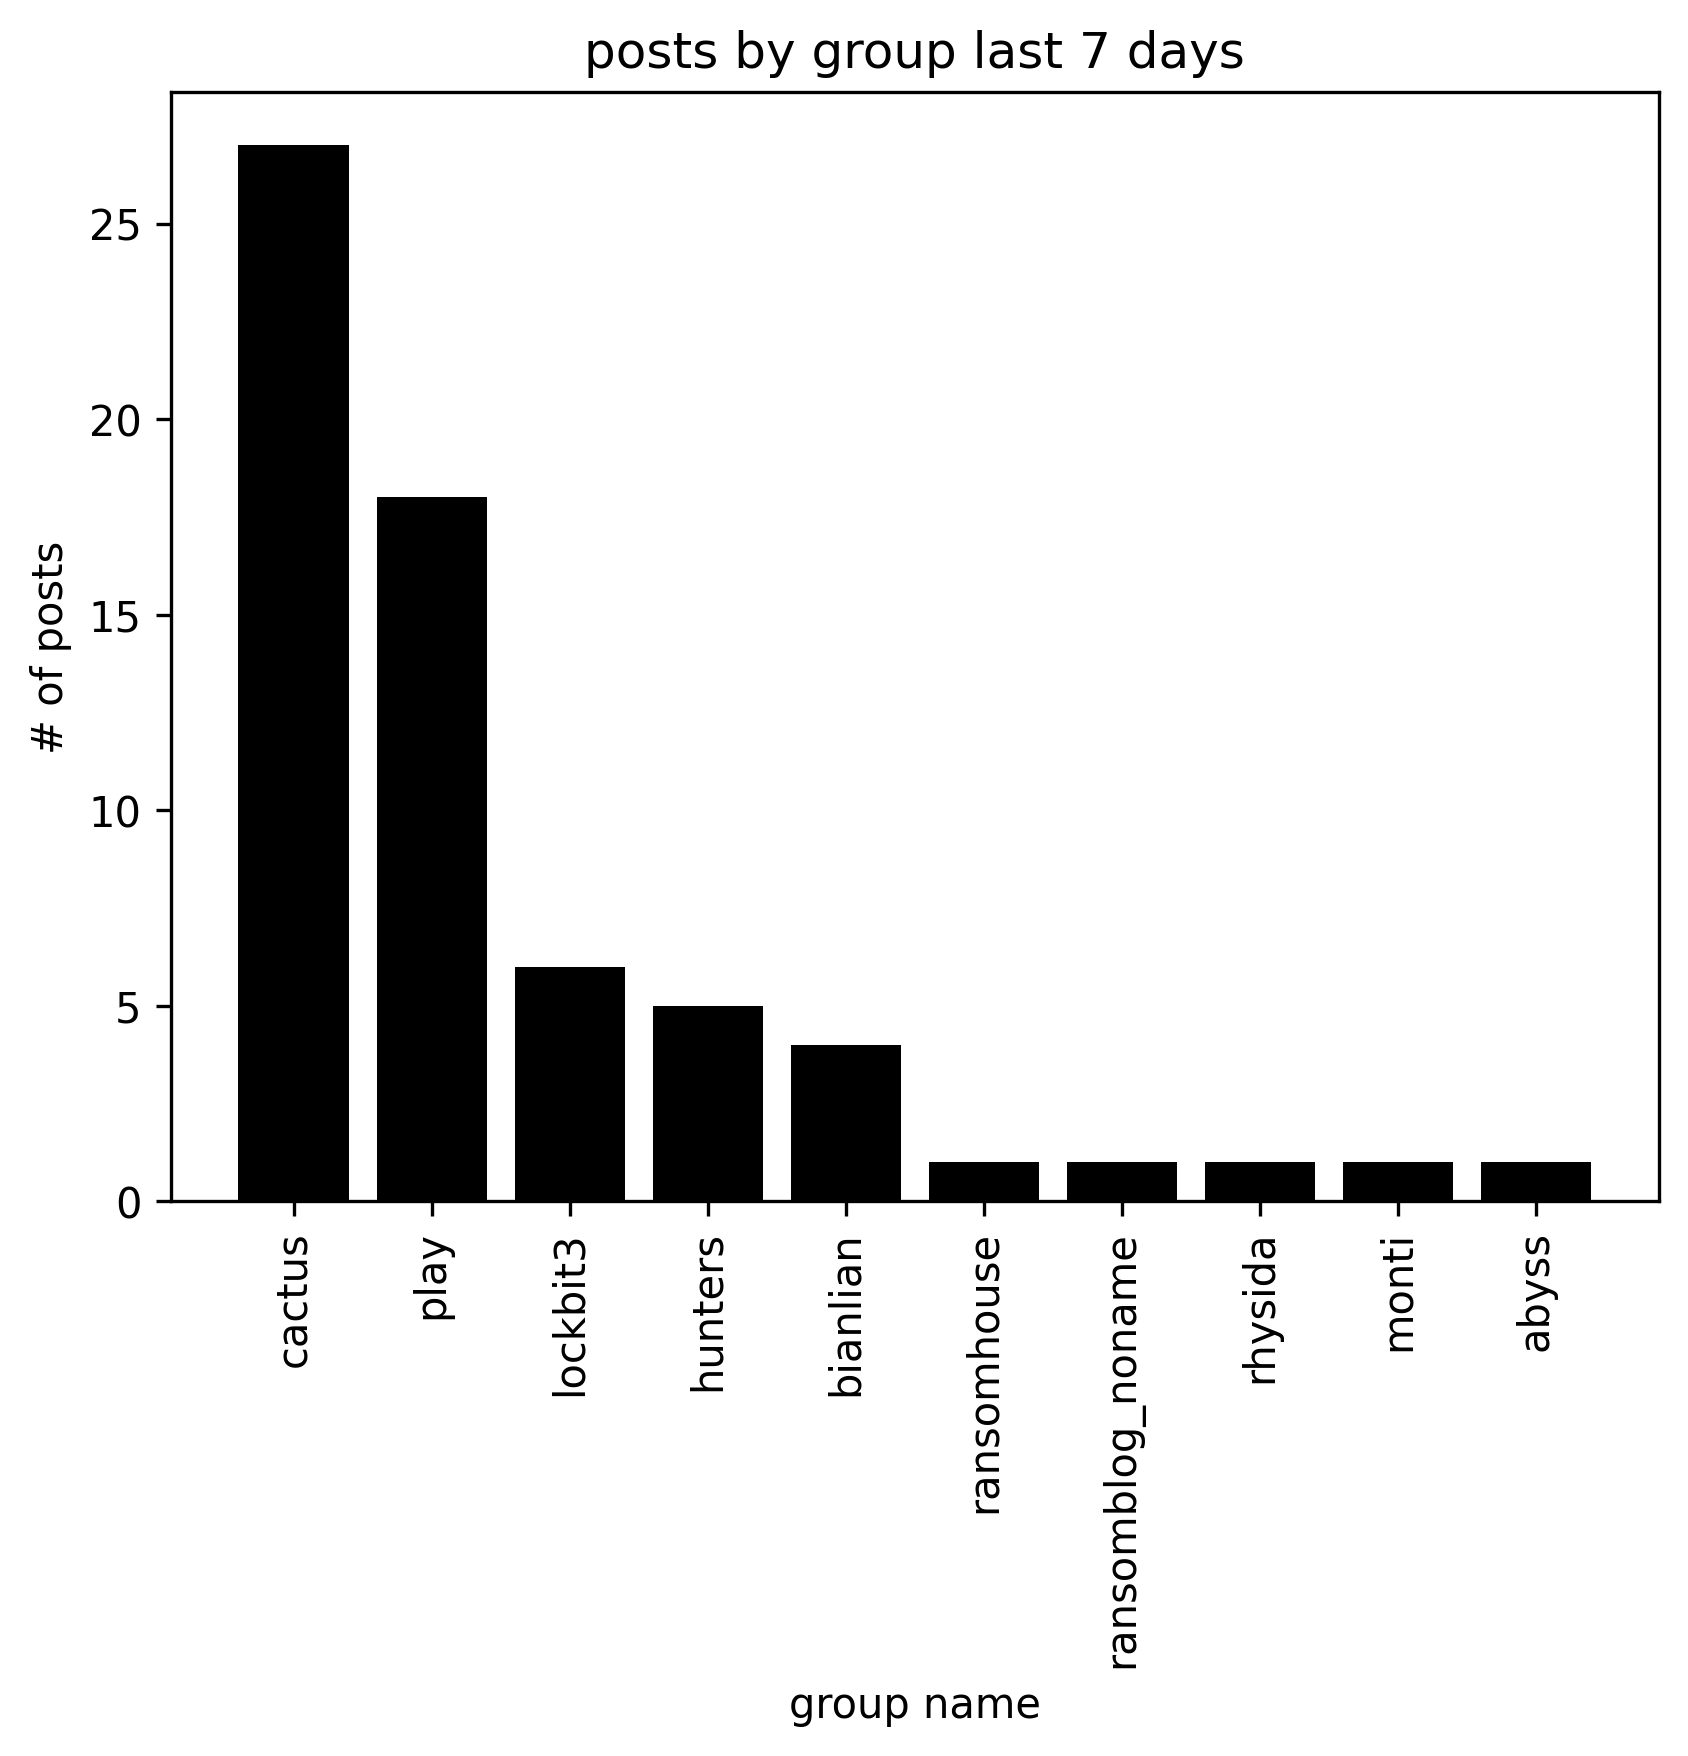 posts by group last 7 days
# of posts
25
20
15
10
5
0
cactus
play
lockbit3
hunters
bianlian
ransomhouse
ransomblog_noname
rhysida
monti
abyss
group name